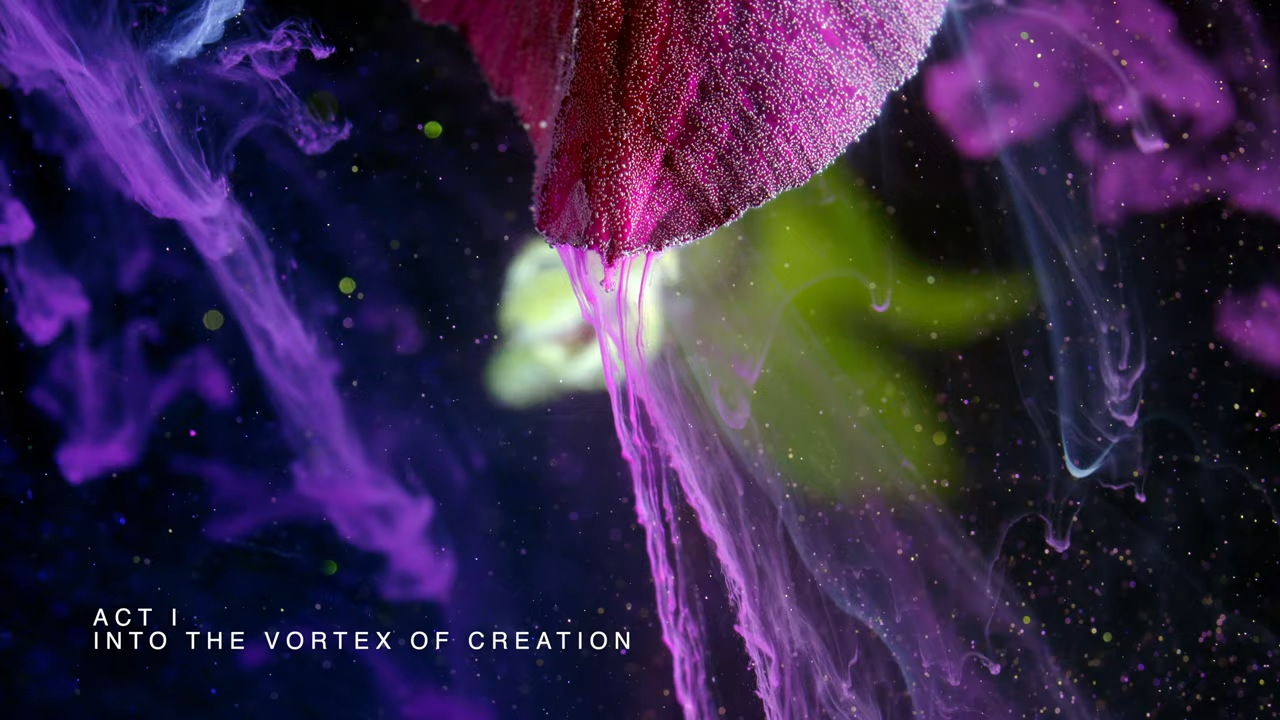 ACT I
INTO THE VORTEX OF CREATION